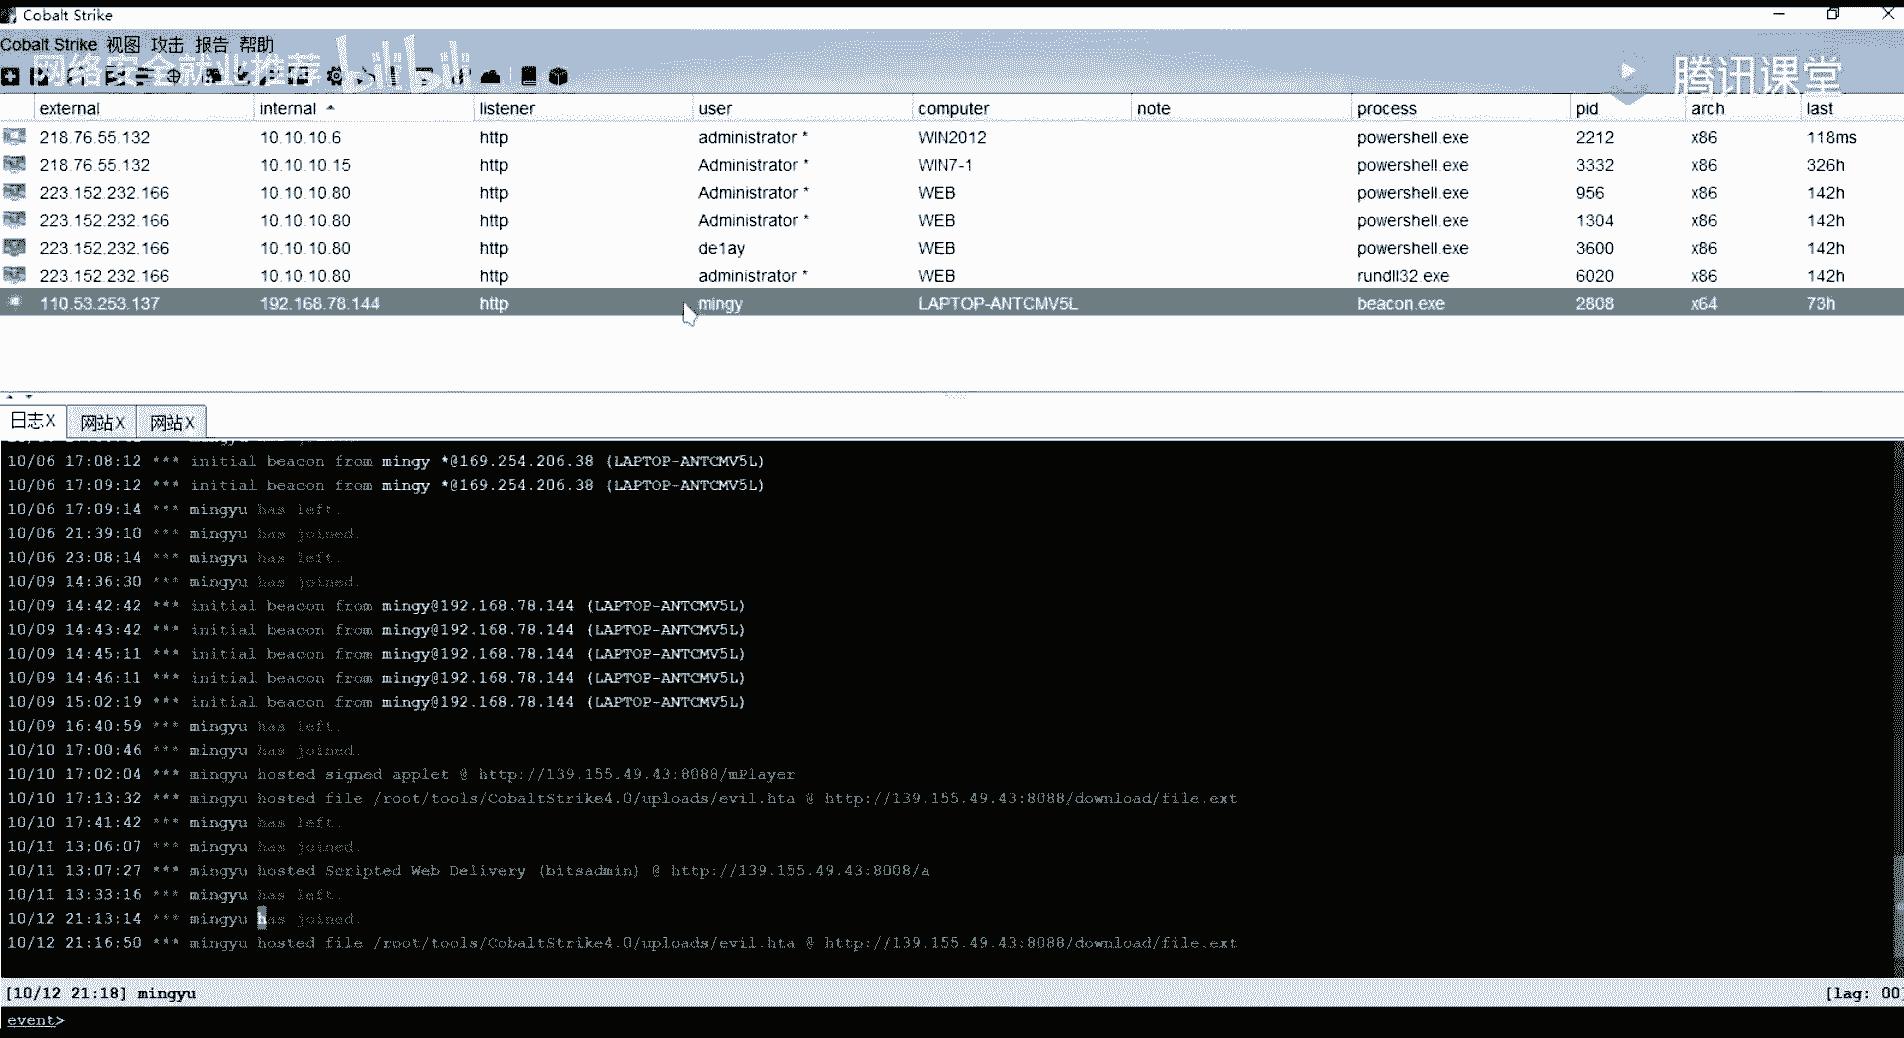 Cobalt Strike
Cobalt Strike 视图 攻击 报告 帮助
网络安全就业推荐 bilibili 腾讯课堂
external internal listener user computer note process pid arch last
218.76.55.132 10.10.10.6 http administrator * WIN2012 powershell.exe 2212 x86 118ms
218.76.55.132 10.10.10.15 http Administrator * WIN7-1 powershell.exe 3332 x86 326h
223.152.232.166 10.10.10.80 http Administrator * WEB powershell.exe 956 x86 142h
223.152.232.166 10.10.10.80 http Administrator * WEB powershell.exe 1304 x86 142h
223.152.232.166 10.10.10.80 http de1ay WEB powershell.exe 3600 x86 142h
223.152.232.166 10.10.10.80 http administrator * WEB rundll32.exe 6020 x86 142h
110.53.253.137 192.168.78.144 http mingy LAPTOP-ANTCMV5L beacon.exe 2808 x64 73h
日志X 网站X 网站X
10/06 17:08:12 *** initial beacon from mingy *@169.254.206.38 (LAPTOP-ANTCMV5L)
10/06 17:09:12 *** initial beacon from mingy *@169.254.206.38 (LAPTOP-ANTCMV5L)
10/06 17:09:14 *** mingyu has left.
10/06 21:39:10 *** mingyu has joined.
10/06 23:08:14 *** mingyu has left.
10/09 14:36:30 *** mingyu has joined.
10/09 14:42:42 *** initial beacon from mingy@192.168.78.144 (LAPTOP-ANTCMV5L)
10/09 14:43:42 *** initial beacon from mingy@192.168.78.144 (LAPTOP-ANTCMV5L)
10/09 14:45:11 *** initial beacon from mingy@192.168.78.144 (LAPTOP-ANTCMV5L)
10/09 14:46:11 *** initial beacon from mingy@192.168.78.144 (LAPTOP-ANTCMV5L)
10/09 15:02:19 *** initial beacon from mingy@192.168.78.144 (LAPTOP-ANTCMV5L)
10/09 16:40:59 *** mingyu has left.
10/10 17:00:46 *** mingyu has joined.
10/10 17:02:04 *** mingyu hosted signed applet @ http://139.155.49.43:8088/mPlayer
10/10 17:13:32 *** mingyu hosted file /root/tools/CobaltStrike4.0/uploads/evil.hta @ http://139.155.49.43:8088/download/file.ext
10/10 17:41:42 *** mingyu has left.
10/11 13:06:07 *** mingyu has joined.
10/11 13:07:27 *** mingyu hosted Scripted Web Delivery (bitsadmin) @ http://139.155.49.43:8008/a
10/11 13:33:16 *** mingyu has left.
10/12 21:13:14 *** mingyu has joined.
10/12 21:16:50 *** mingyu hosted file /root/tools/CobaltStrike4.0/uploads/evil.hta @ http://139.155.49.43:8088/download/file.ext
[10/12 21:18] mingyu [lag: 00
event>